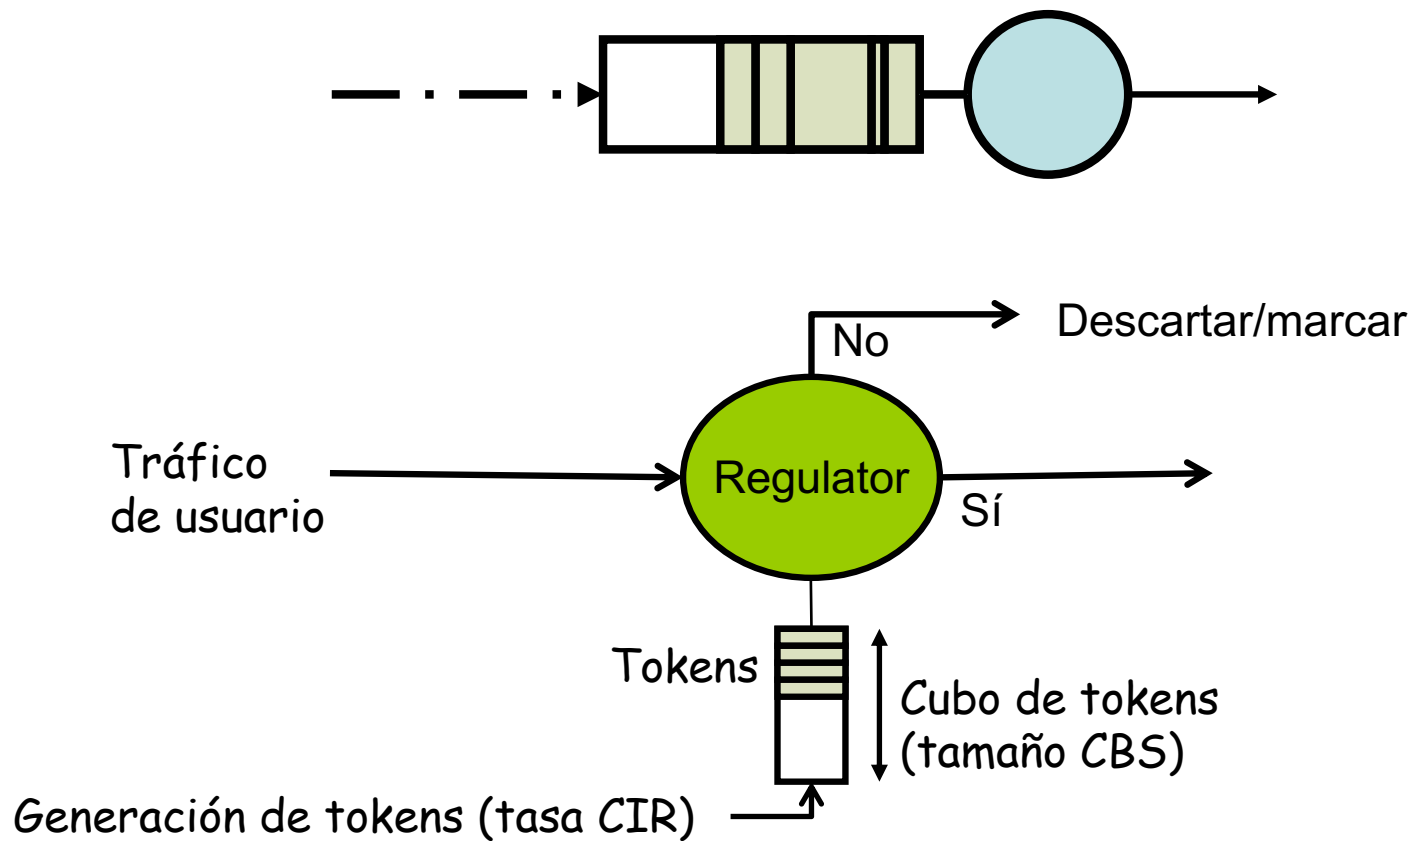 No
Descartar/marcar
Tráfico
de usuario
Regulator
Sí
Tokens
Cubo de tokens
(tamaño CBS)
Generación de tokens (tasa CIR)